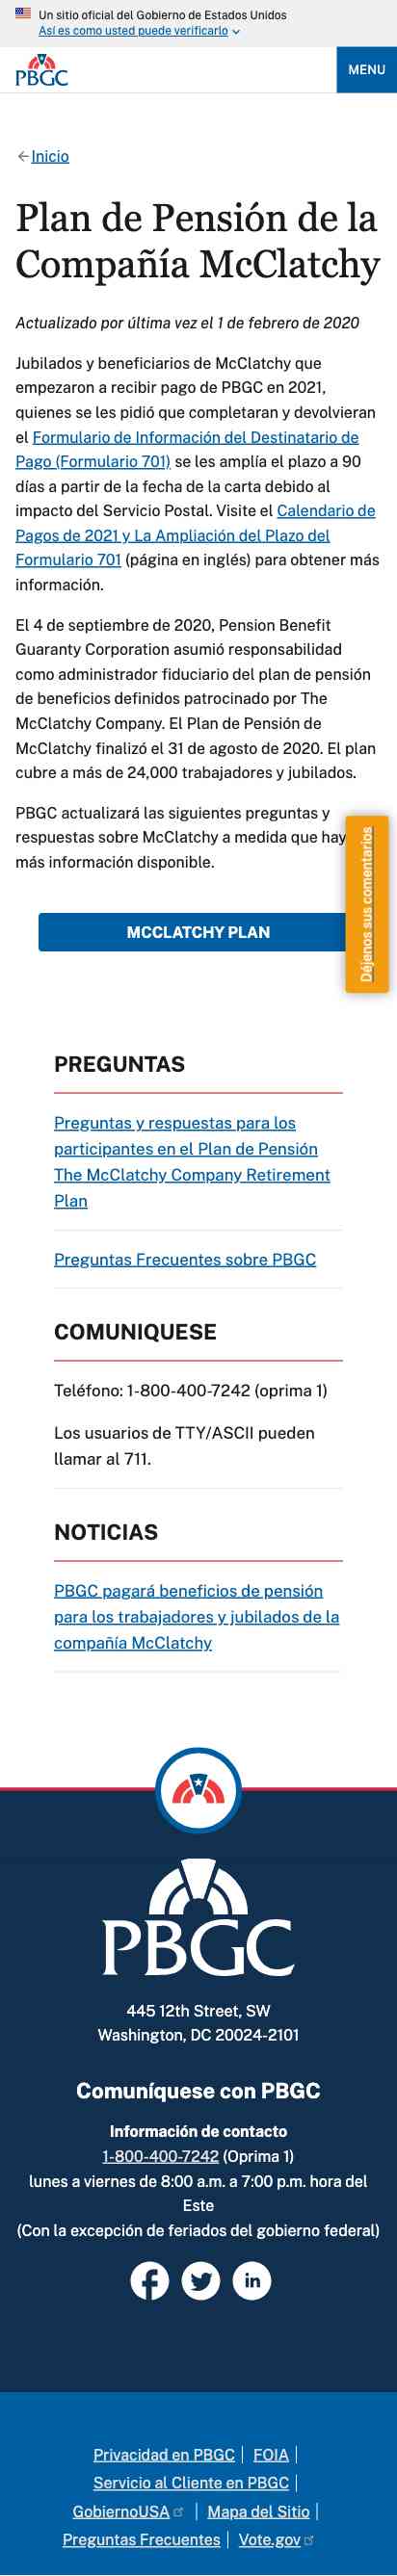 Un sitio oficial del Gobierno de Estados Unidos
Así es como usted puede verificarlo
PBGC
MENU
Inicio
Plan de Pensión de la
Compañía McClatchy
Actualizado por última vez el 1 de febrero de 2020
Jubilados y beneficiarios de McClatchy que
empezaron a recibir pago de PBGC en 2021,
quienes se les pidió que completaran y devolvieran
el Formulario de Información del Destinatario de
Pago (Formulario 701) se les amplía el plazo a 90
días a partir de la fecha de la carta debido al
impacto del Servicio Postal. Visite el Calendario de
Pagos de 2021 y La Ampliación del Plazo del
Formulario 701 (página en inglés) para obtener más
información.
El 4 de septiembre de 2020, Pension Benefit
Guaranty Corporation asumió responsabilidad
como administrador fiduciario del plan de pensión
de beneficios definidos patrocinado por The
McClatchy Company. El Plan de Pensión de
McClatchy finalizó el 31 de agosto de 2020. El plan
cubre a más de 24,000 trabajadores y jubilados.
PBGC actualizará las siguientes preguntas y
respuestas sobre McClatchy a medida que hay
más información disponible.
Déjenos sus comentarios
MCCLATCHY PLAN
PREGUNTAS
Preguntas y respuestas para los
participantes en el Plan de Pensión
The McClatchy Company Retirement
Plan
Preguntas Frecuentes sobre PBGC
COMUNIQUESE
Teléfono: 1-800-400-7242 (oprima 1)
Los usuarios de TTY/ASCII pueden
llamar al 711.
NOTICIAS
PBGC pagará beneficios de pensión
para los trabajadores y jubilados de la
compañía McClatchy
PBGC
445 12th Street, SW
Washington, DC 20024-2101
Comuníquese con PBGC
Información de contacto
1-800-400-7242 (Oprima 1)
lunes a viernes de 8:00 a.m. a 7:00 p.m. hora del
Este
(Con la excepción de feriados del gobierno federal)
Privacidad en PBGC | FOIA |
Servicio al Cliente en PBGC |
GobiernoUSA | Mapa del Sitio |
Preguntas Frecuentes | Vote.gov